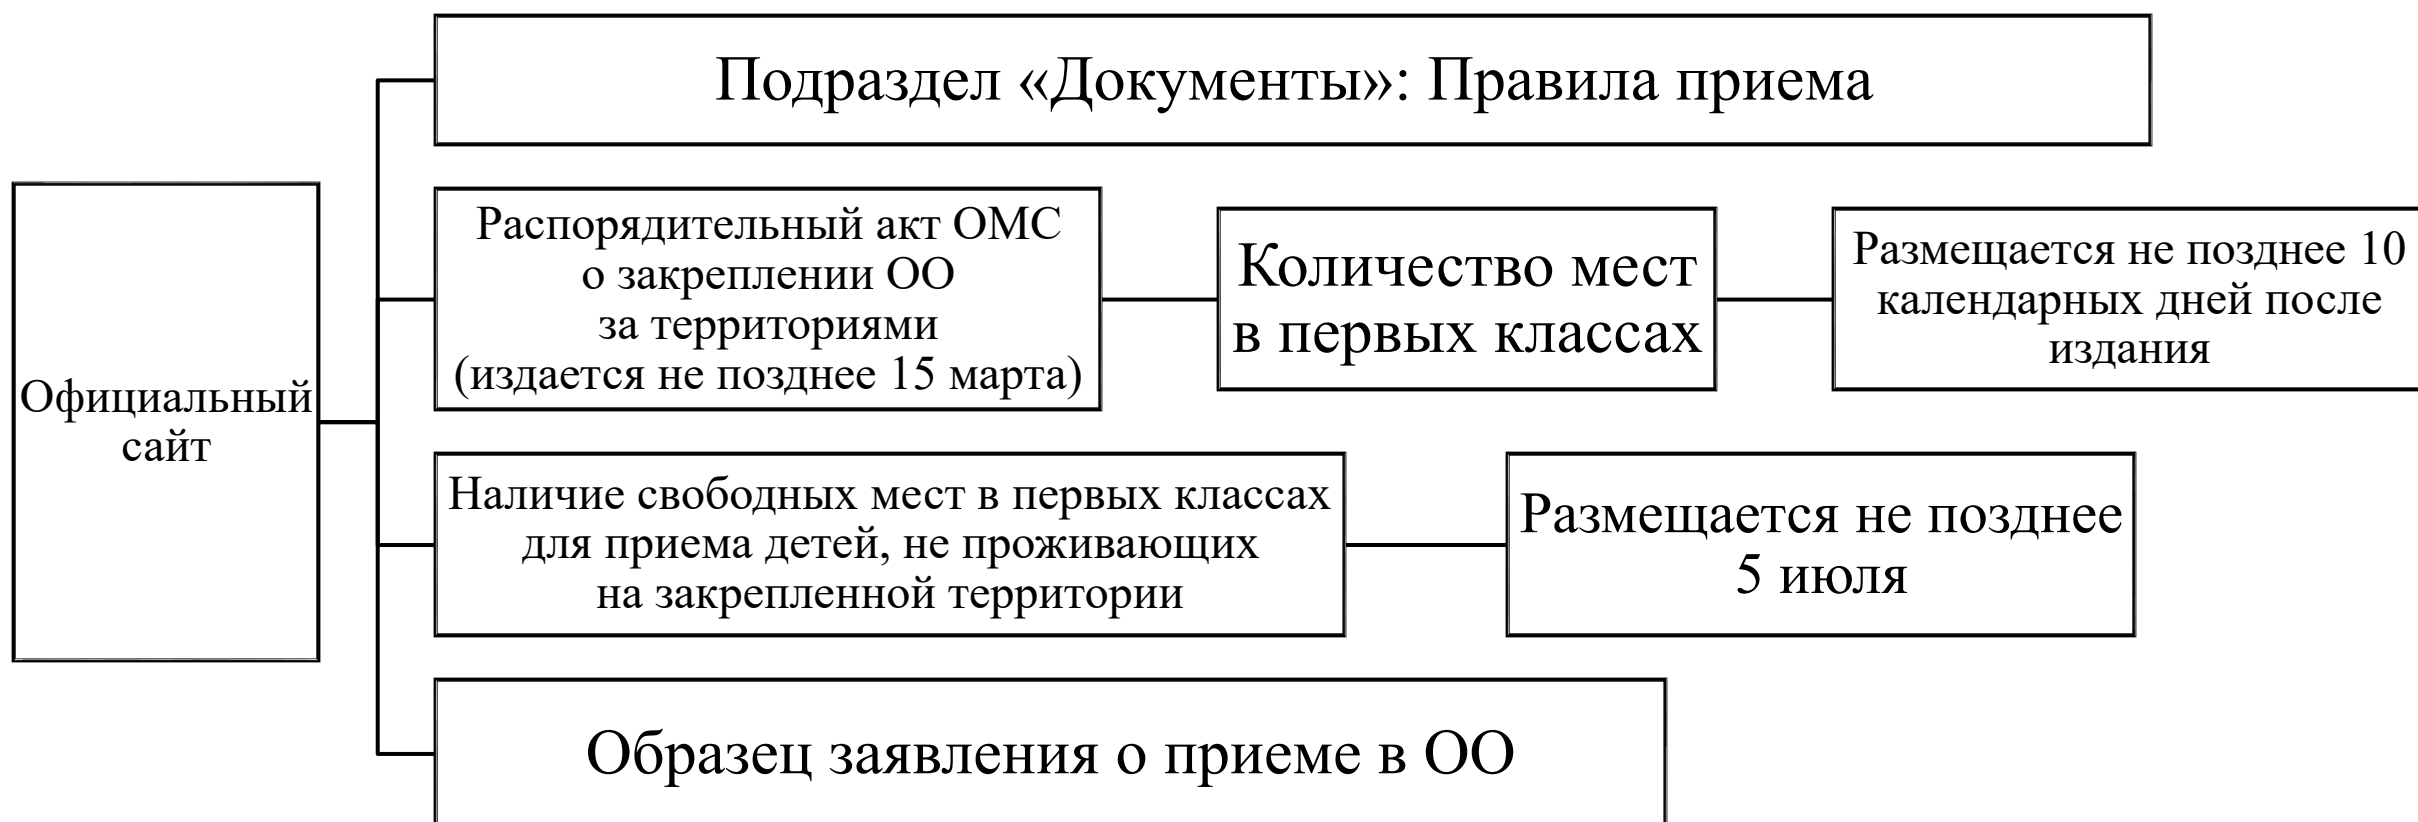 Подраздел «Документы»: Правила приема
Официальный
сайт
Распорядительный акт ОМС
о закреплении ОО
за территориями
(издается не позднее 15 марта)
Количество мест
в первых классах
Размещается не позднее 10
календарных дней после
издания
Наличие свободных мест в первых классах
для приема детей, не проживающих
на закрепленной территории
Размещается не позднее
5 июля
Образец заявления о приеме в ОО